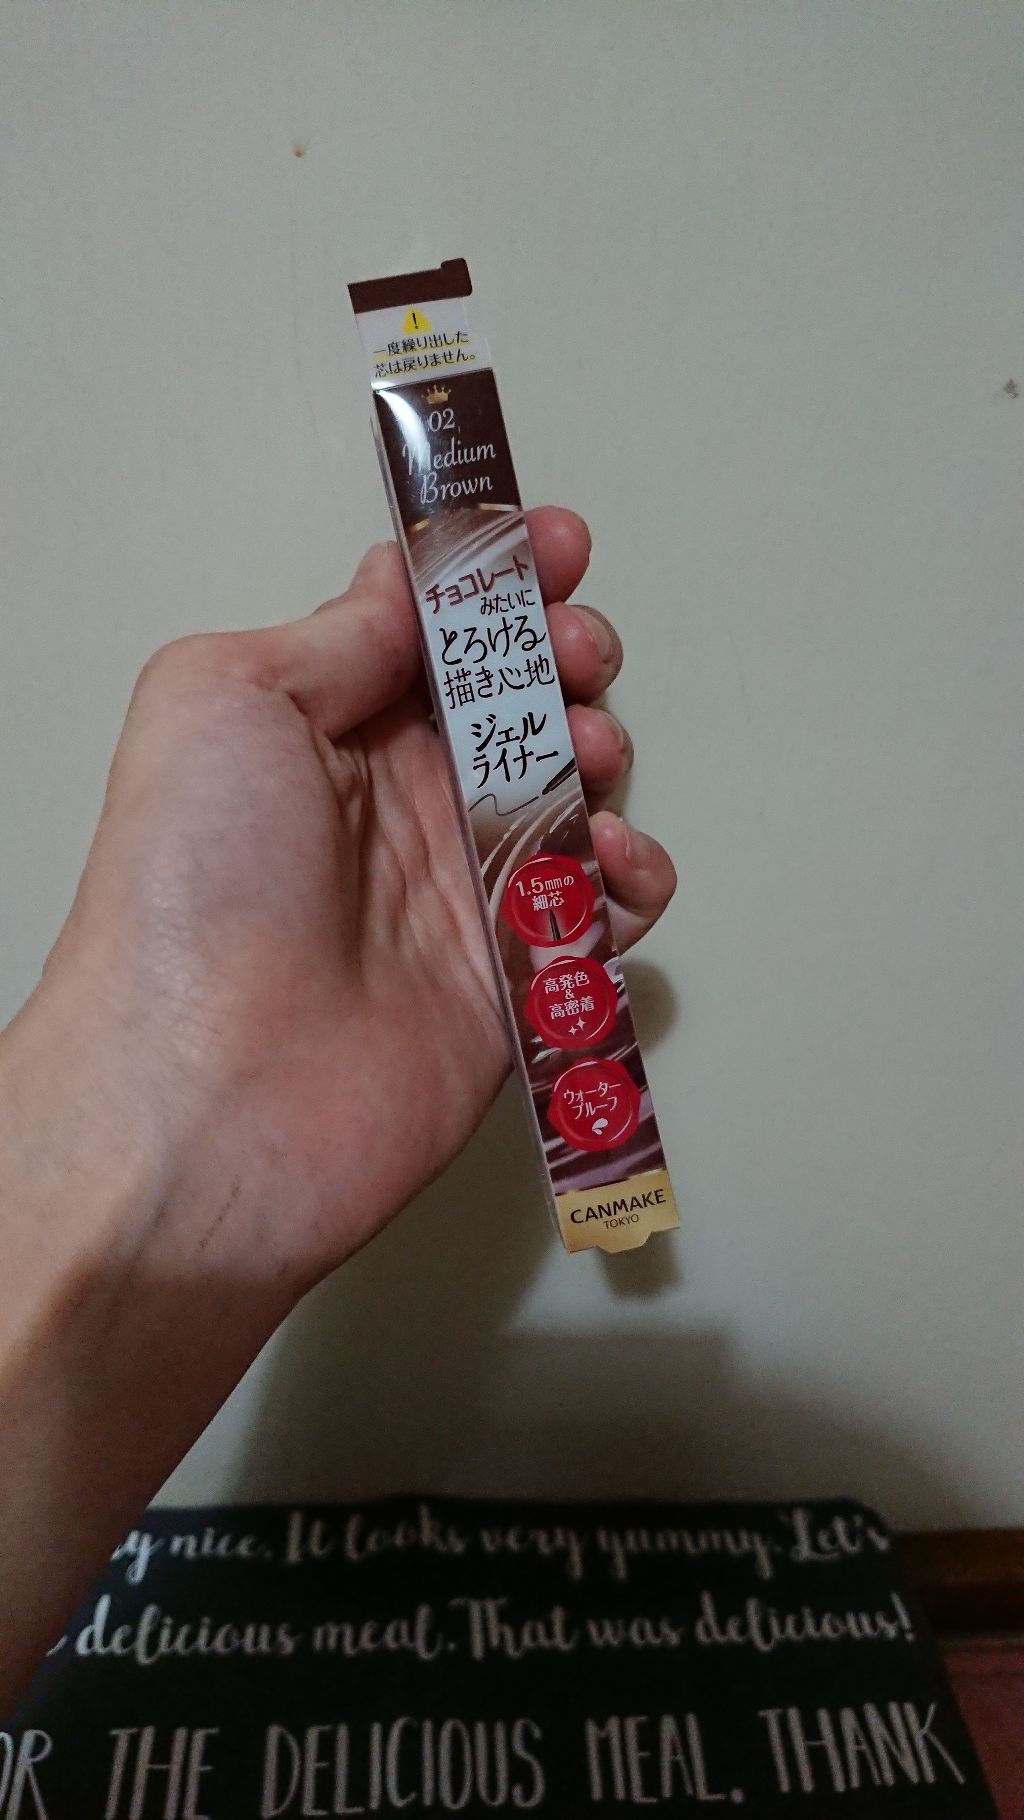 一度繰り出した
芯は戻りません。
02
Medium
Brown
チョコレート
みたいに
とろける
描き心地
ジェル
ライナー
1.5mmの
細芯
高発色
&
高密着
ウォーター
プルーフ
CANMAKE
TOKYO
nice. It looks very yummy. Let's
delicious meal. That was delicious!
THE DELICIOUS MEAL. THANK